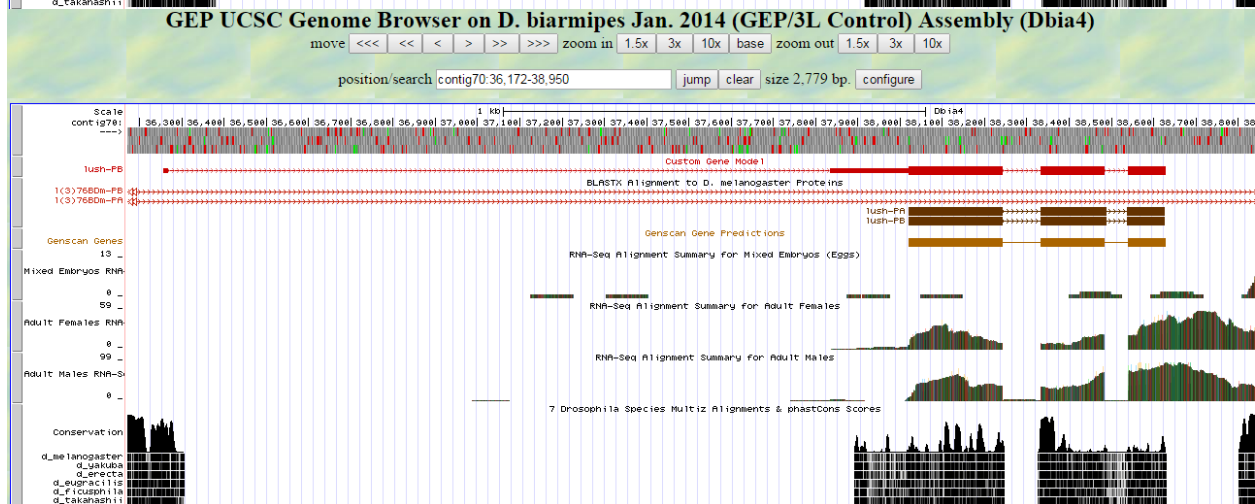 d_takahashii
GEP UCSC Genome Browser on D. biarmipes Jan. 2014 (GEP/3L Control) Assembly (Dbia4)
move <<< << < > >> >>> zoom in 1.5x 3x 10x base zoom out 1.5x 3x 10x
position/search contig70:36,172-38,950 jump clear size 2,779 bp. configure
Scale 1 kb Dbia4
contig70: 36,300 36,400 36,500 36,600 36,700 36,800 36,900 37,000 37,100 37,200 37,300 37,400 37,500 37,600 37,700 37,800 37,900 38,000 38,100 38,200 38,300 38,400 38,500 38,600 38,700 38,800 38
--->
Custom Gene Model
lush-PB
BLASTX Alignment to D. melanogaster Proteins
l(3)76BDm-PB
l(3)76BDm-PA
lush-PA
lush-PB
Genscan Gene Predictions
Genscan Genes
13 _
RNA-Seq Alignment Summary for Mixed Embryos (Eggs)
Mixed Embryos RNA
0 _
59 _
RNA-Seq Alignment Summary for Adult Females
Adult Females RNA
0 _
99 _
RNA-Seq Alignment Summary for Adult Males
Adult Males RNA-S
0 _
7 Drosophila Species Multiz Alignments & phastCons Scores
Conservation
d_melanogaster
d_yakuba
d_erecta
d_eugracilis
d_ficusphila
d_takahashii